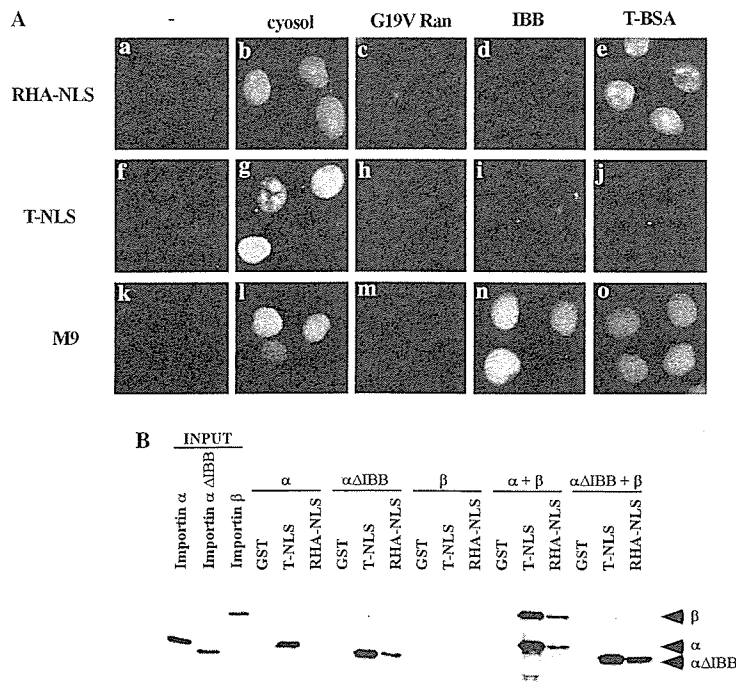 A
- cyosol G19V Ran IBB T-BSA
RHA-NLS a b c d e
T-NLS f g h i j
M9 k l m n o
B
INPUT α αΔIBB β α + β αΔIBB + β
Importin α Importin α ΔIBB Importin β GST T-NLS RHA-NLS GST T-NLS RHA-NLS GST T-NLS RHA-NLS GST T-NLS RHA-NLS GST T-NLS RHA-NLS
β
α
αΔIBB